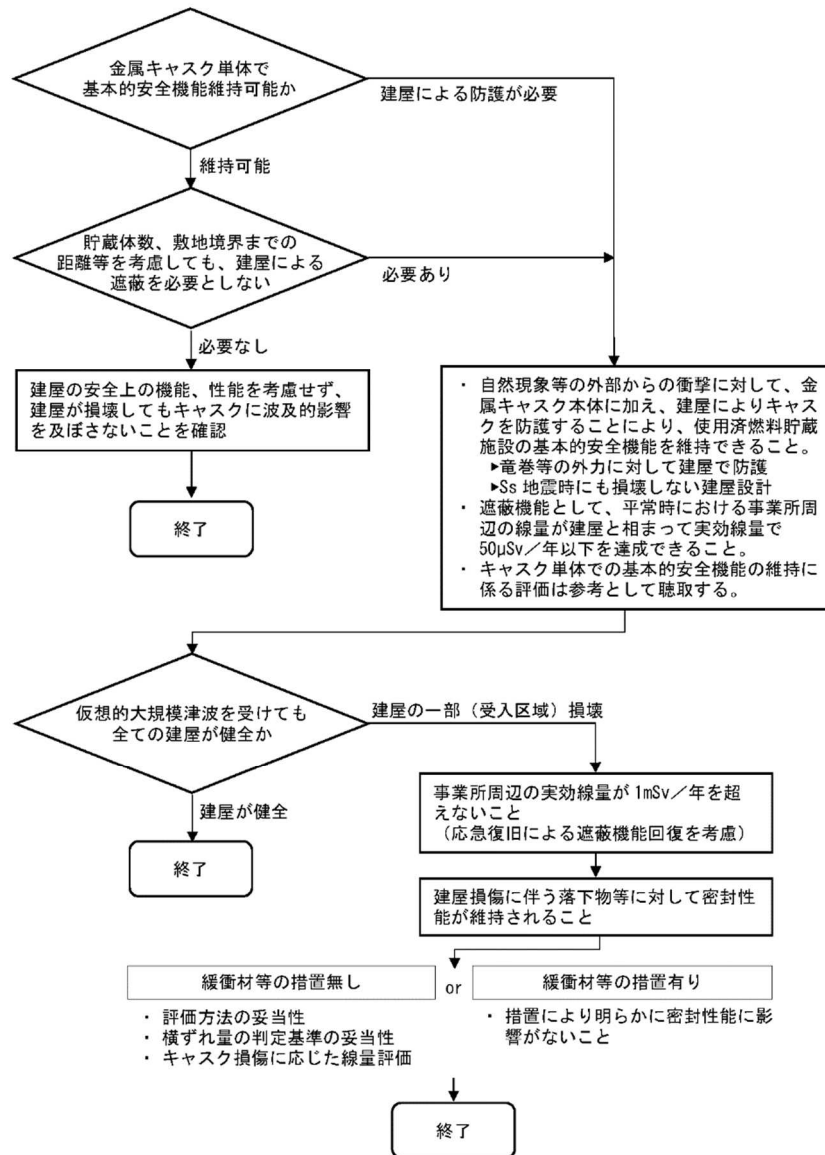 金属キャスク単体で
基本的安全機能維持可能か
建屋による防護が必要
維持可能
貯蔵体数、敷地境界までの
距離等を考慮しても、建屋による
遮蔽を必要としない
必要あり
必要なし
建屋の安全上の機能、性能を考慮せず、
建屋が損壊してもキャスクに波及的影響
を及ぼさないことを確認
終了
・ 自然現象等の外部からの衝撃に対して、金
属キャスク本体に加え、建屋によりキャス
クを防護することにより、使用済燃料貯蔵
施設の基本的安全機能を維持できること。
▶竜巻等の外力に対して建屋で防護
▶Ss 地震時にも損壊しない建屋設計
・ 遮蔽機能として、平常時における事業所周
辺の線量が建屋と相まって実効線量で
50μSv／年以下を達成できること。
・ キャスク単体での基本的安全機能の維持に
係る評価は参考として聴取する。
仮想的大規模津波を受けても
全ての建屋が健全か
建屋の一部（受入区域）損壊
建屋が健全
終了
事業所周辺の実効線量が 1mSv／年を超
えないこと
（応急復旧による遮蔽機能回復を考慮）
建屋損傷に伴う落下物等に対して密封性
能が維持されること
緩衝材等の措置無し
or
緩衝材等の措置有り
・ 評価方法の妥当性
・ 横ずれ量の判定基準の妥当性
・ キャスク損傷に応じた線量評価
・ 措置により明らかに密封性能に影
響がないこと
終了